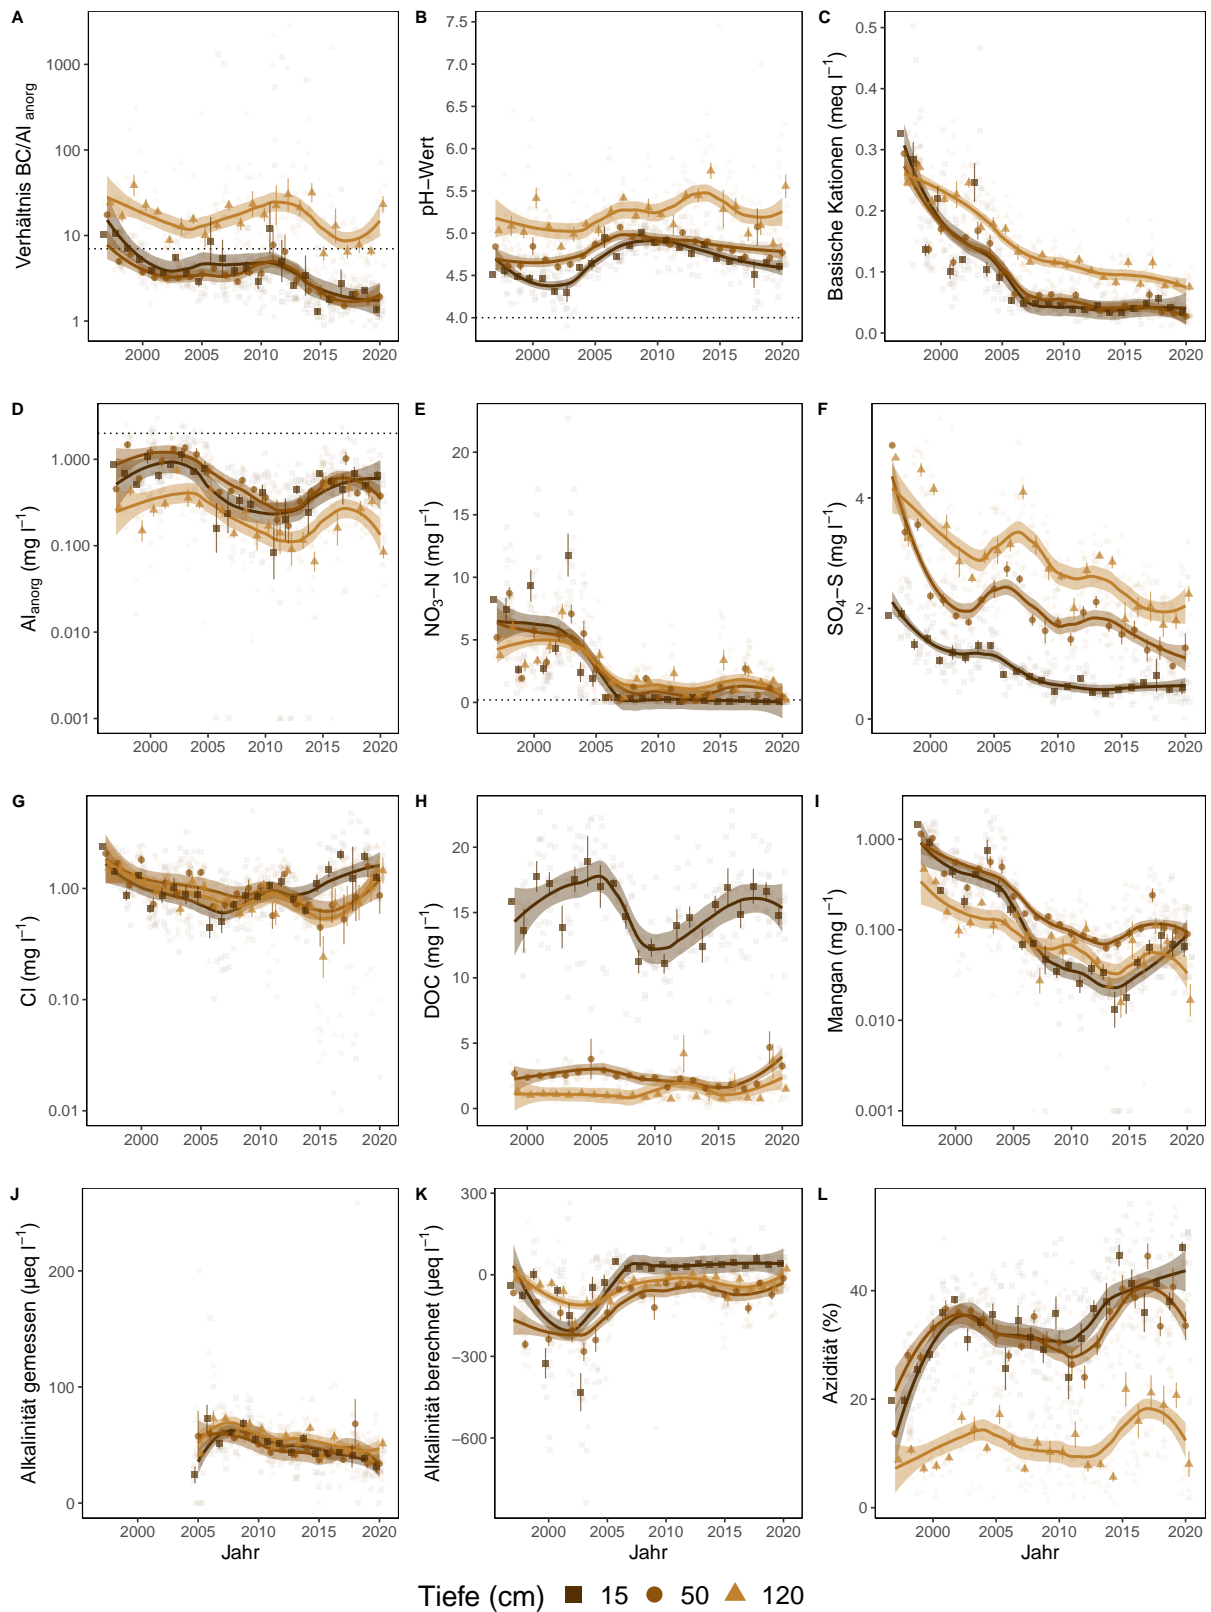 A
Verhältnis BC/Al anorg
1000
100
10
1
2000 2005 2010 2015 2020
B
pH−Wert
7.5
7.0
6.5
6.0
5.5
5.0
4.5
4.0
2000 2005 2010 2015 2020
C
Basische Kationen (meq l⁻¹)
0.5
0.4
0.3
0.2
0.1
0.0
2000 2005 2010 2015 2020
D
Alanorg (mg l⁻¹)
1.000
0.100
0.010
0.001
2000 2005 2010 2015 2020
E
NO₃−N (mg l⁻¹)
20
15
10
5
0
2000 2005 2010 2015 2020
F
SO₄−S (mg l⁻¹)
4
2
0
2000 2005 2010 2015 2020
G
Cl (mg l⁻¹)
1.00
0.10
0.01
2000 2005 2010 2015 2020
H
DOC (mg l⁻¹)
20
15
10
5
0
2000 2005 2010 2015 2020
I
Mangan (mg l⁻¹)
1.000
0.100
0.010
0.001
2000 2005 2010 2015 2020
J
Alkalinität gemessen (µeq l⁻¹)
200
100
0
2000 2005 2010 2015 2020
Jahr
K
Alkalinität berechnet (µeq l⁻¹)
300
0
−300
−600
2000 2005 2010 2015 2020
Jahr
L
Azidität (%)
40
20
0
2000 2005 2010 2015 2020
Jahr
Tiefe (cm) 15 50 120